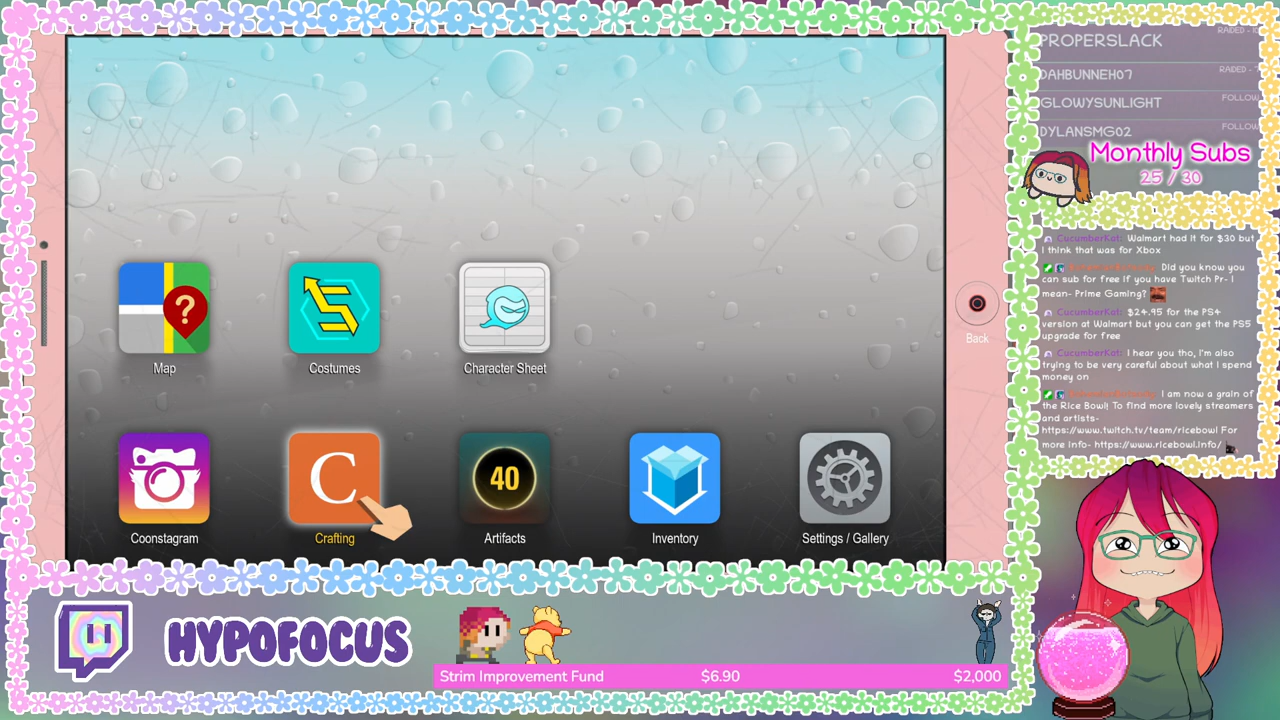 Map
Costumes
Character Sheet
Coonstagram
C
Crafting
40
Artifacts
Inventory
Settings / Gallery
Back
PROPERSLACK
RAIDED -
DAHBUNNEH07
RAIDED -
GLOWYSUNLIGHT
FOLLOW
DYLANSMG02
FOLLOW
Monthly Subs
25 / 30
CucumberKat: Walmart had it for $30 but
I think that was for Xbox
Did you know you
can sub for free if you have Twitch Pr- I
mean- Prime Gaming?
CucumberKat: $24.95 for the PS4
version at Walmart but you can get the PS5
upgrade for free
CucumberKat: I hear you tho, I'm also
trying to be very careful about what I spend
money on
I am now a grain of
the Rice Bowl! To find more lovely streamers
and artists-
https://www.twitch.tv/team/ricebowl For
more info- https://www.ricebowl.info/
HYPOFOCUS
Strim Improvement Fund $6.90 $2,000